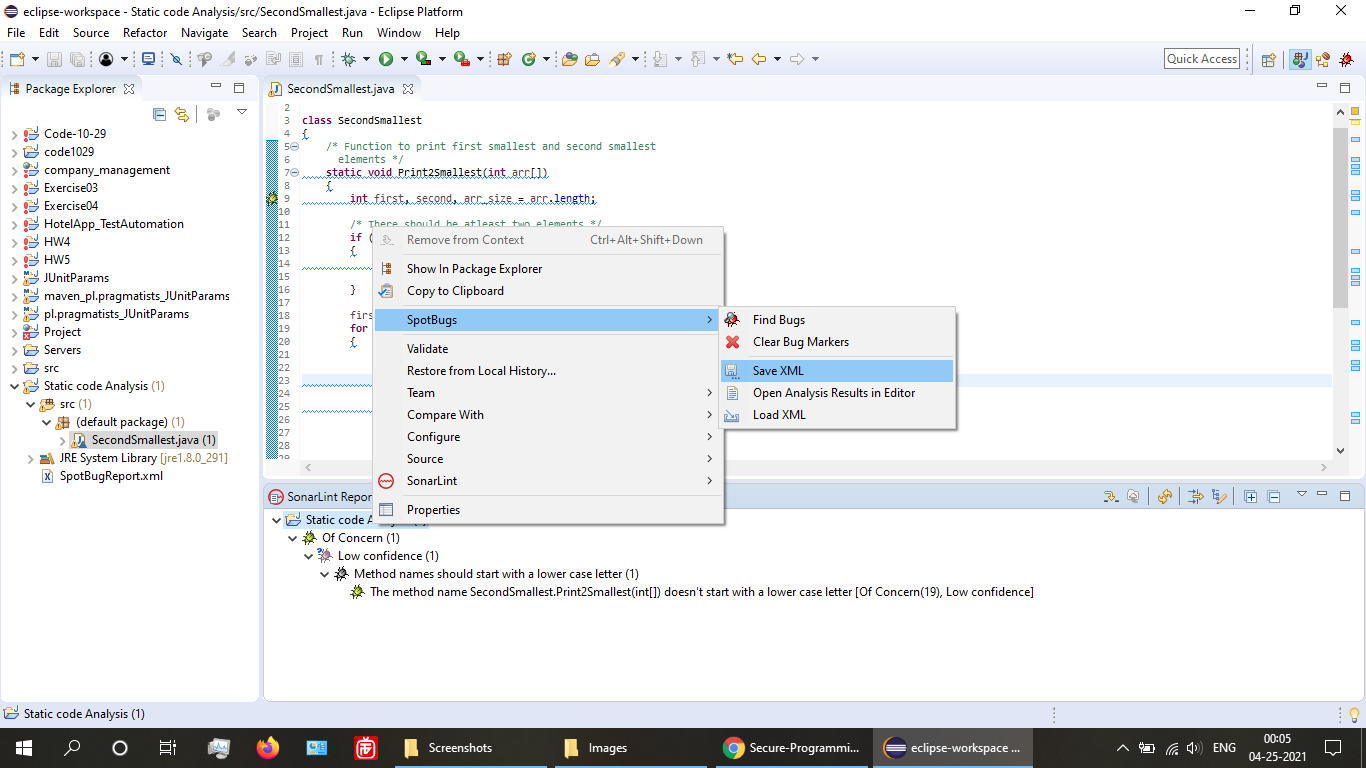 eclipse-workspace - Static code Analysis/src/SecondSmallest.java - Eclipse Platform
File Edit Source Refactor Navigate Search Project Run Window Help
Quick Access
Package Explorer
SecondSmallest.java
Code-10-29
code1029
company_management
Exercise03
Exercise04
HotelApp_TestAutomation
HW4
HW5
JUnitParams
maven_pl.pragmatists_JUnitParams
pl.pragmatists_JUnitParams
Project
Servers
src
Static code Analysis (1)
src (1)
(default package) (1)
SecondSmallest.java (1)
JRE System Library [jre1.8.0_291]
SpotBugReport.xml
2
3 class SecondSmallest
4 {
5 /* Function to print first smallest and second smallest
6 elements */
7 static void Print2Smallest(int arr[])
8 {
9 int first, second, arr_size = arr.length;
10
11 /* There should be atleast two elements */
12 if (
13 {
14
15
16 }
17
18 firs
19 for
20 {
21
22
23
24
25
26
27
28
29
Remove from Context Ctrl+Alt+Shift+Down
Show In Package Explorer
Copy to Clipboard
SpotBugs
Validate
Restore from Local History...
Team
Compare With
Configure
Source
SonarLint
Properties
Find Bugs
Clear Bug Markers
Save XML
Open Analysis Results in Editor
Load XML
SonarLint Repor
Static code A
Of Concern (1)
Low confidence (1)
Method names should start with a lower case letter (1)
The method name SecondSmallest.Print2Smallest(int[]) doesn't start with a lower case letter [Of Concern(19), Low confidence]
Static code Analysis (1)
Screenshots
Images
Secure-Programmi...
eclipse-workspace ...
ENG
00:05
04-25-2021